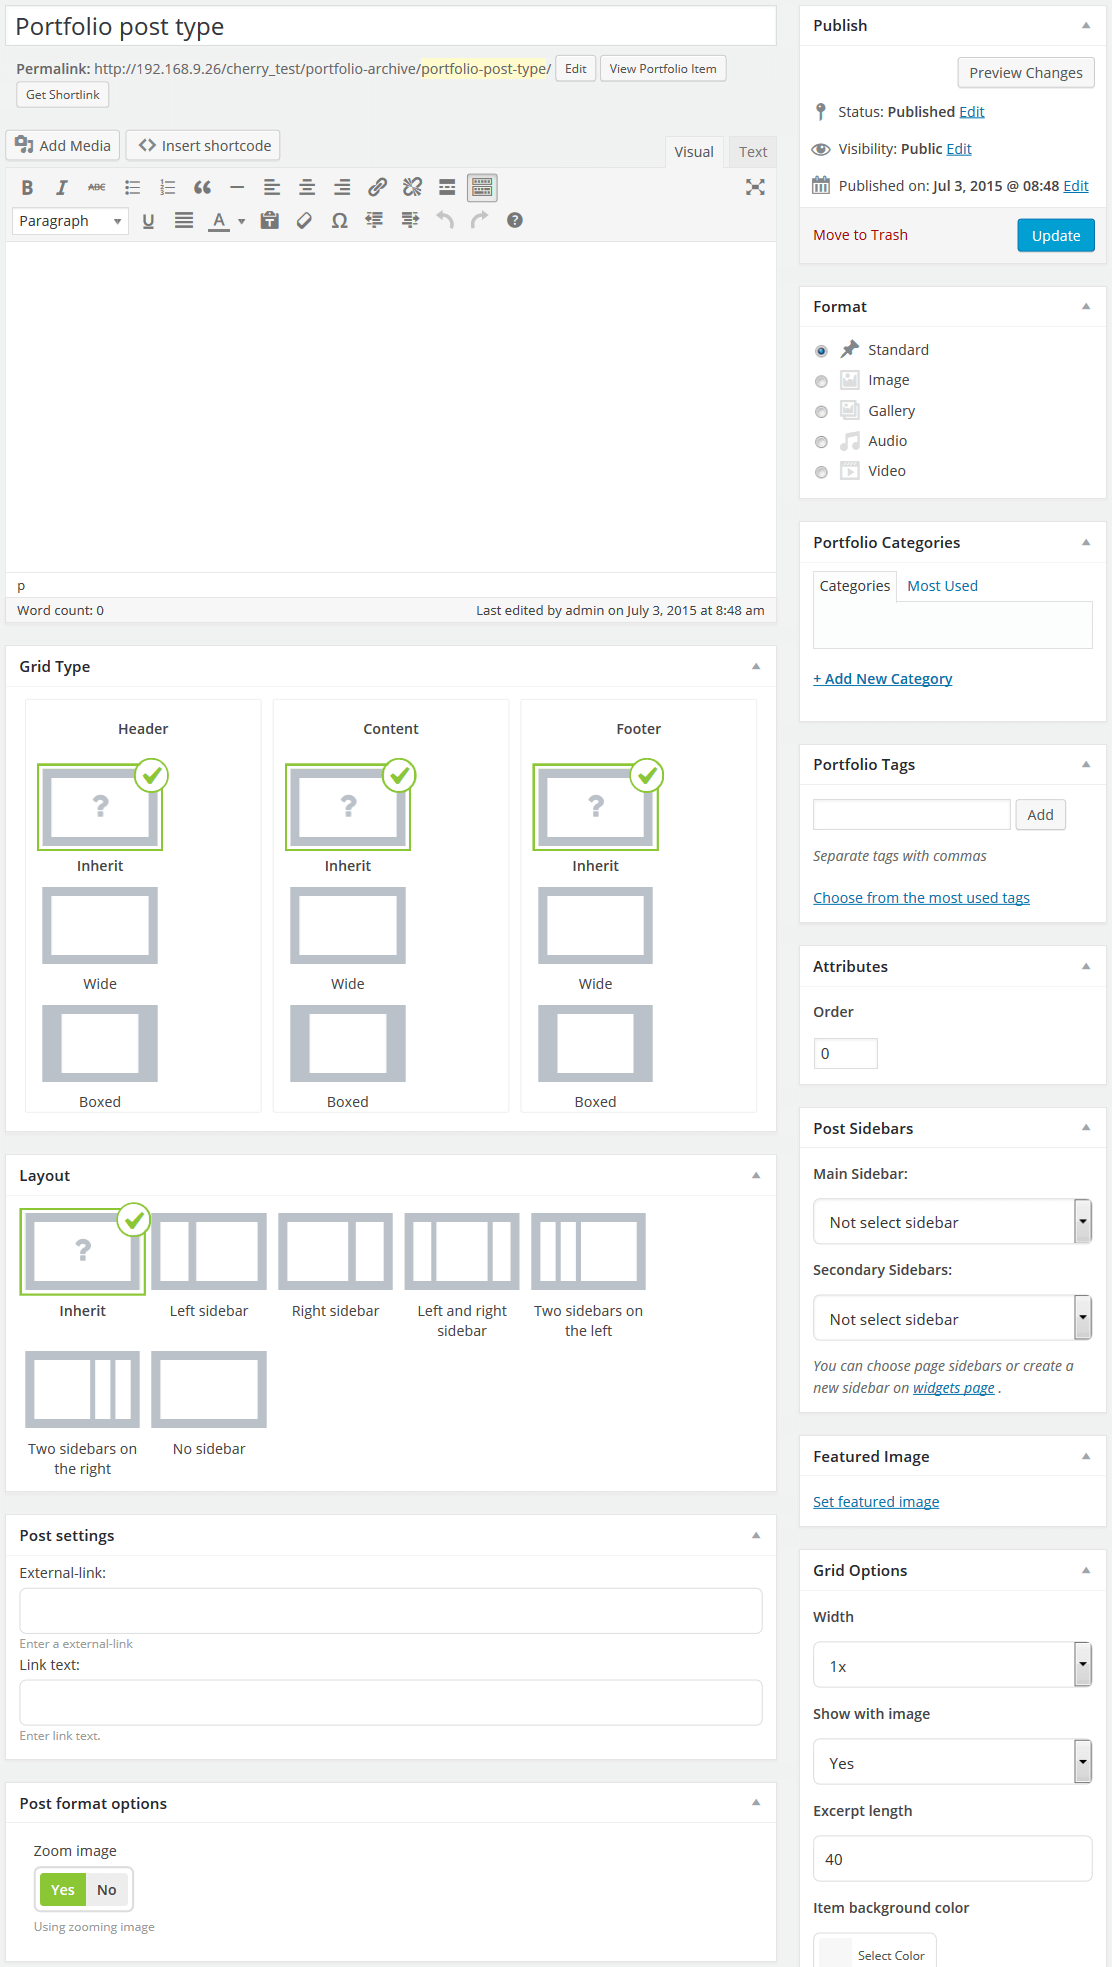 Portfolio post type
Permalink: http://192.168.9.26/cherry_test/portfolio-archive/portfolio-post-type/ Edit View Portfolio Item
Get Shortlink
Add Media Insert shortcode
Visual Text
B I ABC
Paragraph U A Ω
p
Word count: 0 Last edited by admin on July 3, 2015 at 8:48 am
Grid Type
Header Content Footer
? ? ?
Inherit Inherit Inherit
Wide Wide Wide
Boxed Boxed Boxed
Layout
?
Inherit Left sidebar Right sidebar Left and right sidebar Two sidebars on the left
Two sidebars on the right No sidebar
Post settings
External-link:
Enter a external-link
Link text:
Enter link text.
Post format options
Zoom image
Yes No
Using zooming image
Publish
Preview Changes
Status: Published Edit
Visibility: Public Edit
Published on: Jul 3, 2015 @ 08:48 Edit
Move to Trash Update
Format
Standard
Image
Gallery
Audio
Video
Portfolio Categories
Categories Most Used
+ Add New Category
Portfolio Tags
Add
Separate tags with commas
Choose from the most used tags
Attributes
Order
0
Post Sidebars
Main Sidebar:
Not select sidebar
Secondary Sidebars:
Not select sidebar
You can choose page sidebars or create a
new sidebar on widgets page .
Featured Image
Set featured image
Grid Options
Width
1x
Show with image
Yes
Excerpt length
40
Item background color
Select Color